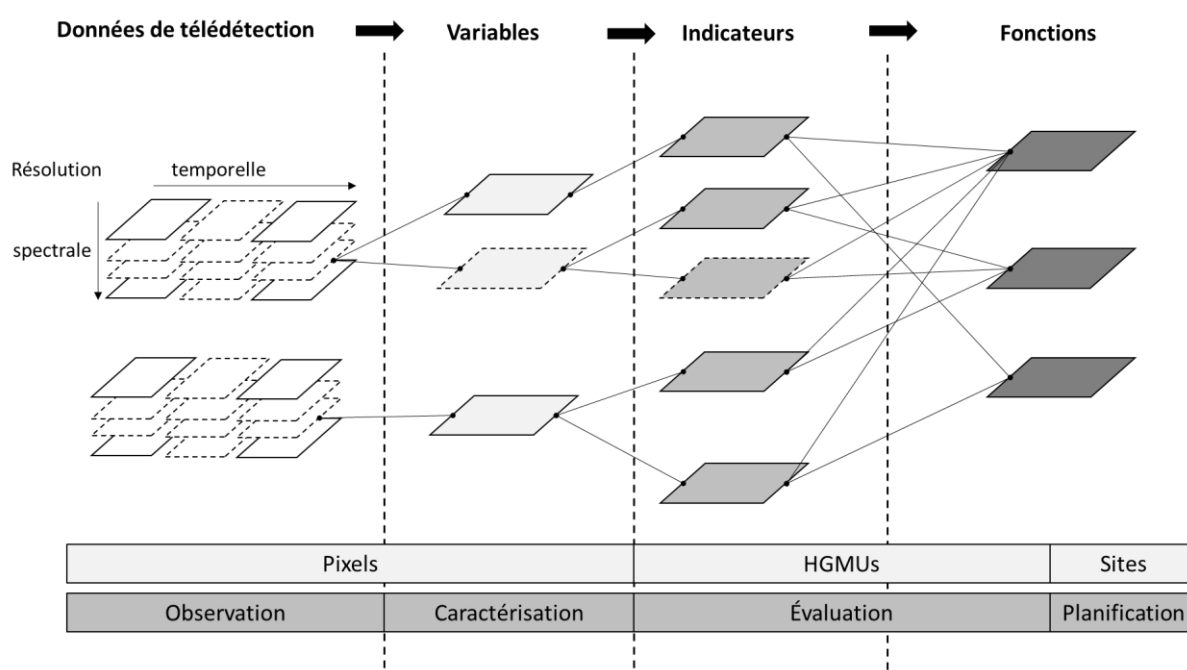 Données de télédétection
Variables
Indicateurs
Fonctions
Résolution
temporelle
spectrale
Pixels
HGMUs
Sites
Observation
Caractérisation
Évaluation
Planification